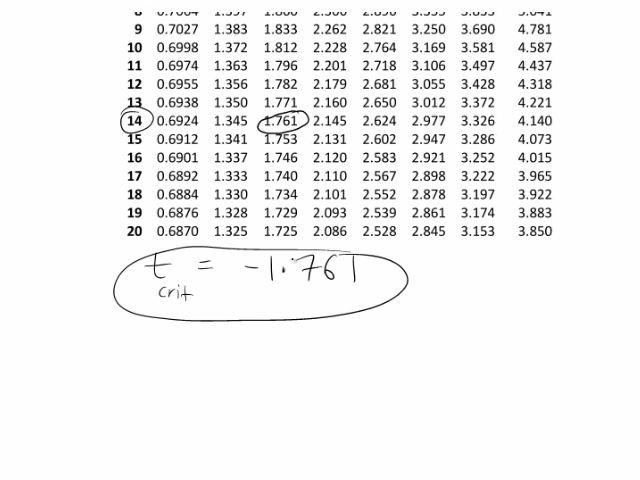 9 0.7027 1.383 1.833 2.262 2.821 3.250 3.690 4.781
10 0.6998 1.372 1.812 2.228 2.764 3.169 3.581 4.587
11 0.6974 1.363 1.796 2.201 2.718 3.106 3.497 4.437
12 0.6955 1.356 1.782 2.179 2.681 3.055 3.428 4.318
13 0.6938 1.350 1.771 2.160 2.650 3.012 3.372 4.221
14 0.6924 1.345 1.761 2.145 2.624 2.977 3.326 4.140
15 0.6912 1.341 1.753 2.131 2.602 2.947 3.286 4.073
16 0.6901 1.337 1.746 2.120 2.583 2.921 3.252 4.015
17 0.6892 1.333 1.740 2.110 2.567 2.898 3.222 3.965
18 0.6884 1.330 1.734 2.101 2.552 2.878 3.197 3.922
19 0.6876 1.328 1.729 2.093 2.539 2.861 3.174 3.883
20 0.6870 1.325 1.725 2.086 2.528 2.845 3.153 3.850
t = -1.761
crit